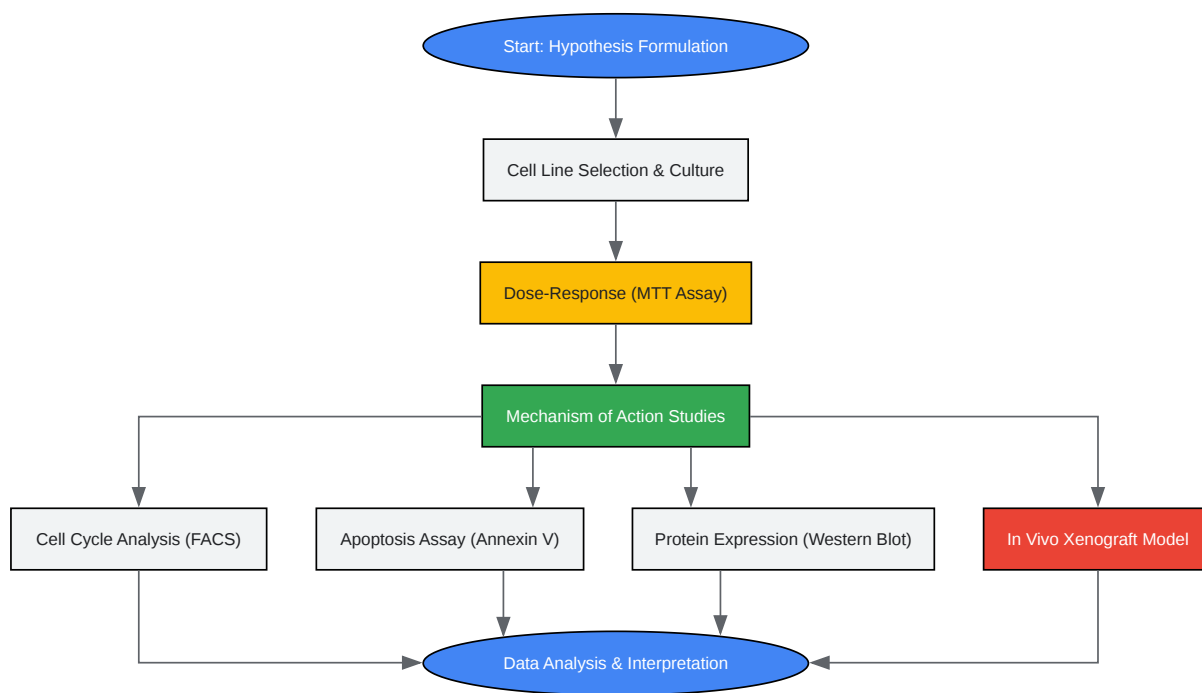 Start: Hypothesis Formulation
Cell Line Selection & Culture
Dose-Response (MTT Assay)
Mechanism of Action Studies
Cell Cycle Analysis (FACS)
Apoptosis Assay (Annexin V)
Protein Expression (Western Blot)
In Vivo Xenograft Model
Data Analysis & Interpretation